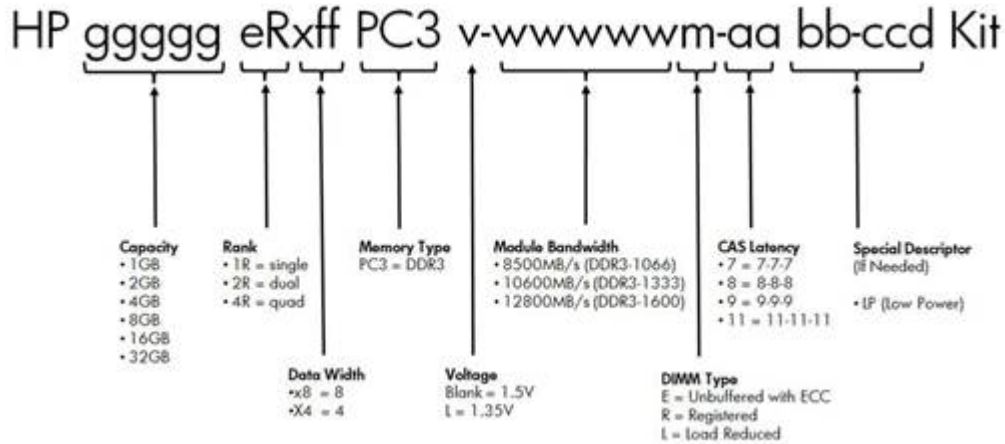 HP ggggg eRxff PC3 v-wwwwwm-aa bb-ccd Kit
Capacity
• 1GB
• 2GB
• 4GB
• 8GB
• 16GB
• 32GB
Rank
• 1R = single
• 2R = dual
• 4R = quad
Memory Type
PC3 = DDR3
Module Bandwidth
• 8500MB/s (DDR3-1066)
• 10600MB/s (DDR3-1333)
• 12800MB/s (DDR3-1600)
CAS Latency
• 7 = 7-7-7
• 8 = 8-8-8
• 9 = 9-9-9
• 11 = 11-11-11
Special Descriptor
(If Needed)
• LP (Low Power)
Data Width
•x8 = 8
•X4 = 4
Voltage
Blank = 1.5V
L = 1.35V
DIMM Type
E = Unbuffered with ECC
R = Registered
L = Load Reduced